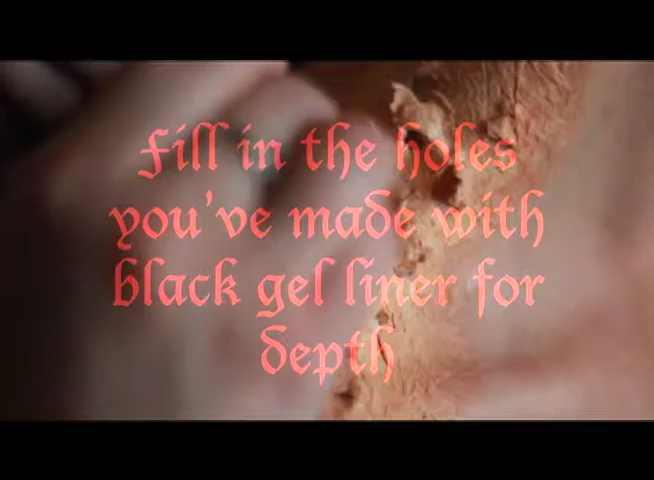 Fill in the holes
you've made with
black gel liner for
depth